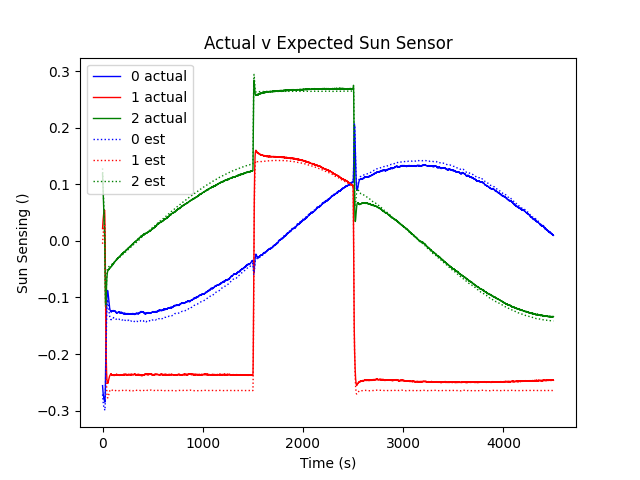 Actual v Expected Sun Sensor
0 actual
1 actual
2 actual
0 est
1 est
2 est
0.3
0.2
0.1
0.0
−0.1
−0.2
−0.3
Sun Sensing ()
0 1000 2000 3000 4000
Time (s)